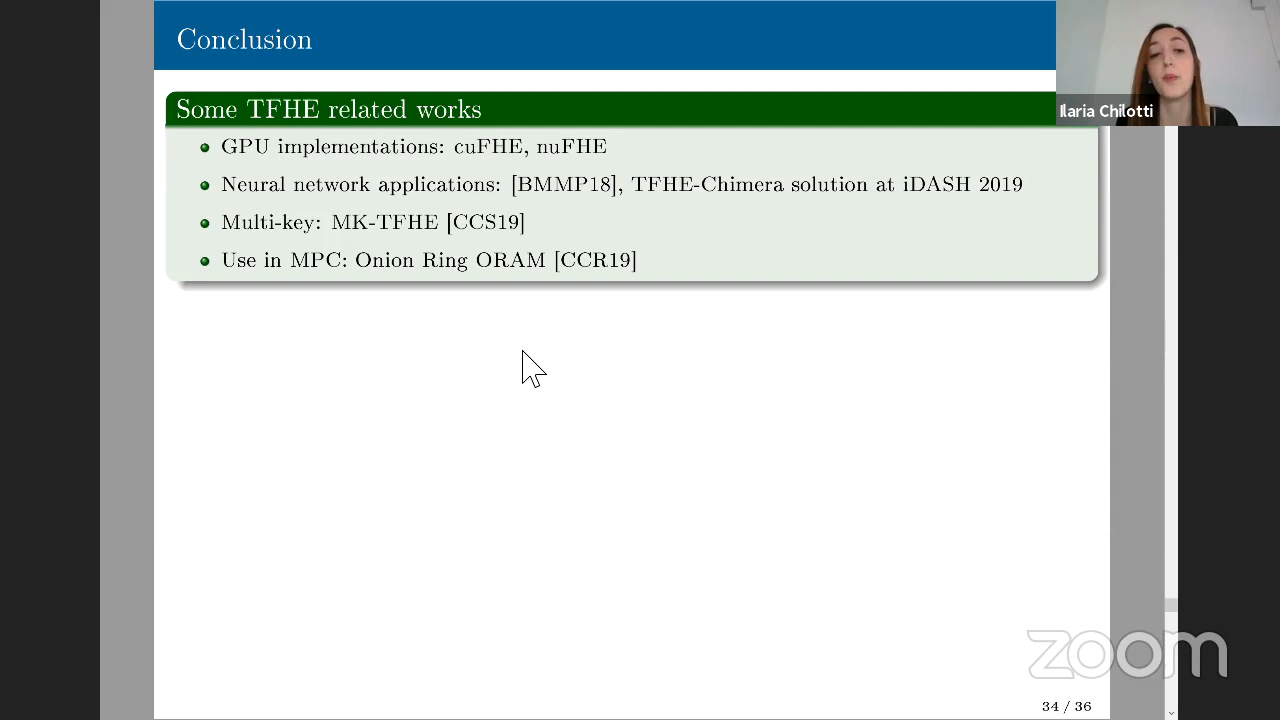 Conclusion
Some TFHE related works
Ilaria Chilotti
GPU implementations: cuFHE, nuFHE
Neural network applications: [BMMP18], TFHE-Chimera solution at iDASH 2019
Multi-key: MK-TFHE [CCS19]
Use in MPC: Onion Ring ORAM [CCR19]
zoom
34 / 36